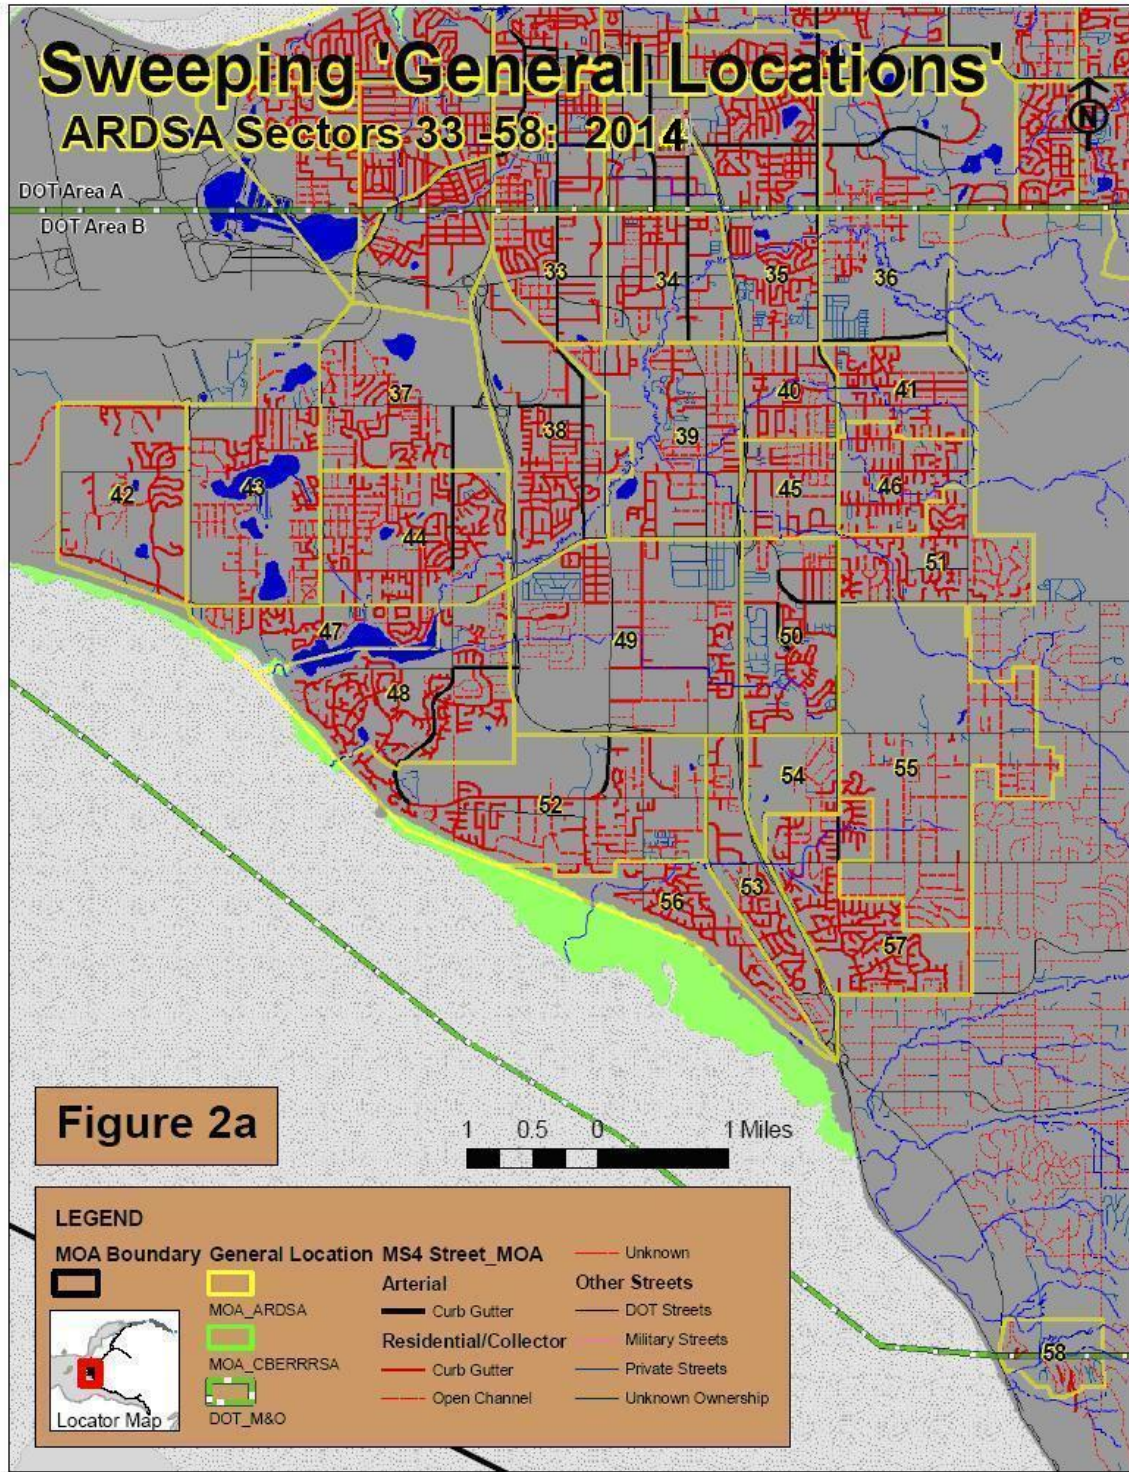 Sweeping 'General Locations'
ARDSA Sectors 33 -58: 2014
N
DOT Area A
DOT Area B
33
34
35
36
37
38
39
40
41
42
43
44
45
46
47
48
49
50
51
52
53
54
55
56
57
58
Figure 2a
1 0.5 0 1 Miles
LEGEND
MOA Boundary
General Location
MOA_ARDSA
MOA_CBERRRSA
DOT_M&O
MS4 Street_MOA
Arterial
Curb Gutter
Residential/Collector
Curb Gutter
Open Channel
Unknown
Other Streets
DOT Streets
Military Streets
Private Streets
Unknown Ownership
Locator Map